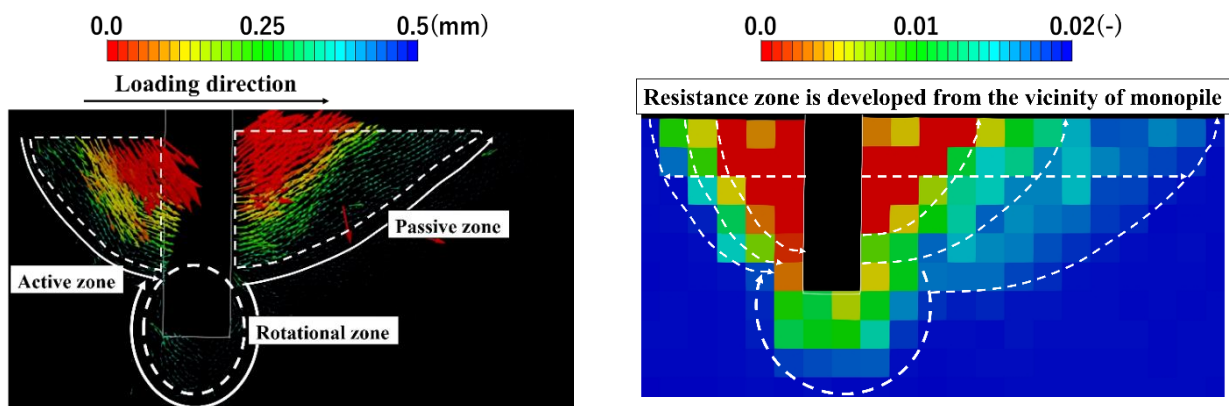 0.0 0.25 0.5(mm)
Loading direction
Passive zone
Active zone
Rotational zone
0.0 0.01 0.02(-)
Resistance zone is developed from the vicinity of monopile